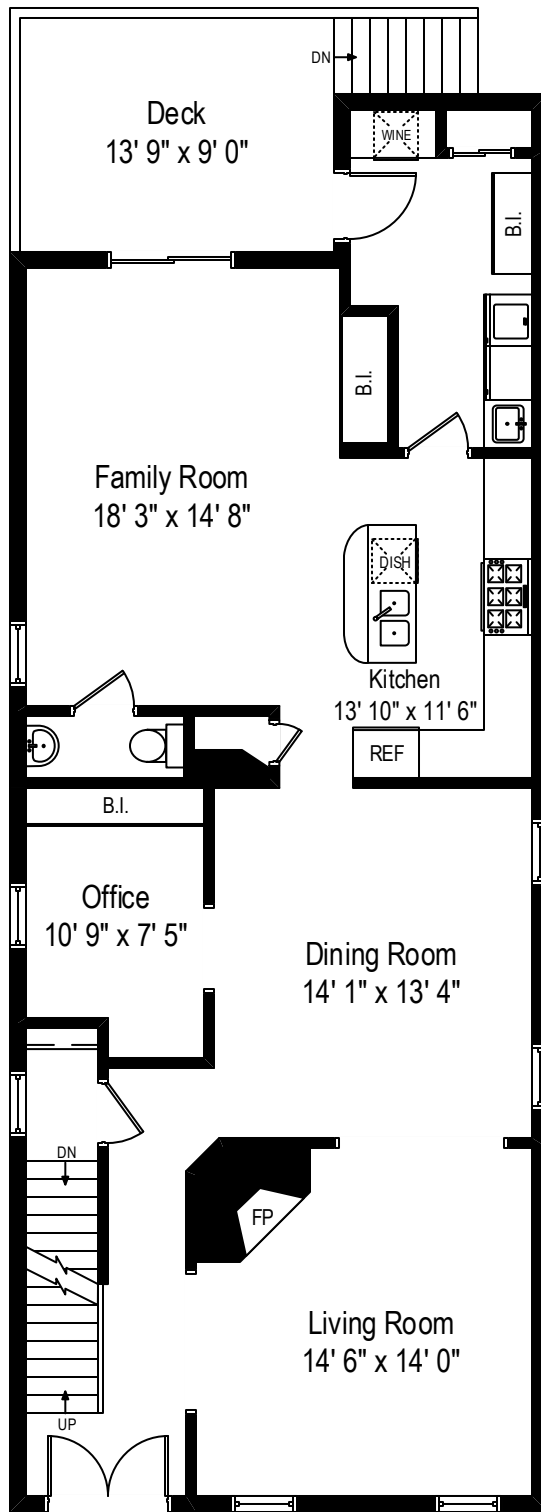 DN
Deck
13' 9" x 9' 0"
WINE
B.I.
B.I.
Family Room
18' 3" x 14' 8"
DISH
Kitchen
13' 10" x 11' 6"
REF
B.I.
Office
10' 9" x 7' 5"
Dining Room
14' 1" x 13' 4"
DN
FP
Living Room
14' 6" x 14' 0"
UP